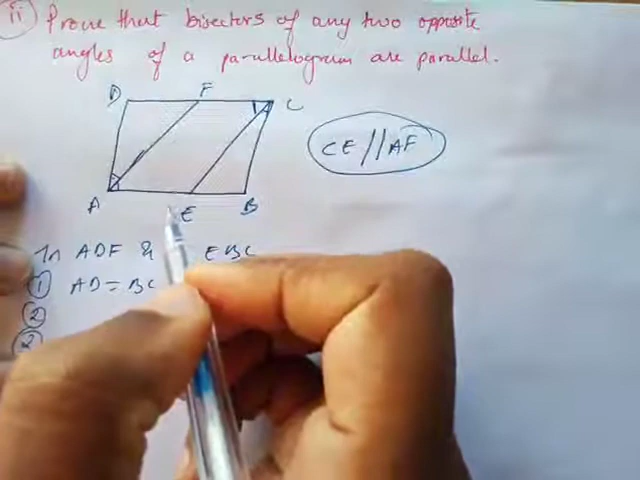 ii Prove that bisectors of any two opposite
angles of a parallelogram are parallel.
D F C
CE // AF
A E B
In ADF & EBC
1 AD = BC
2
2